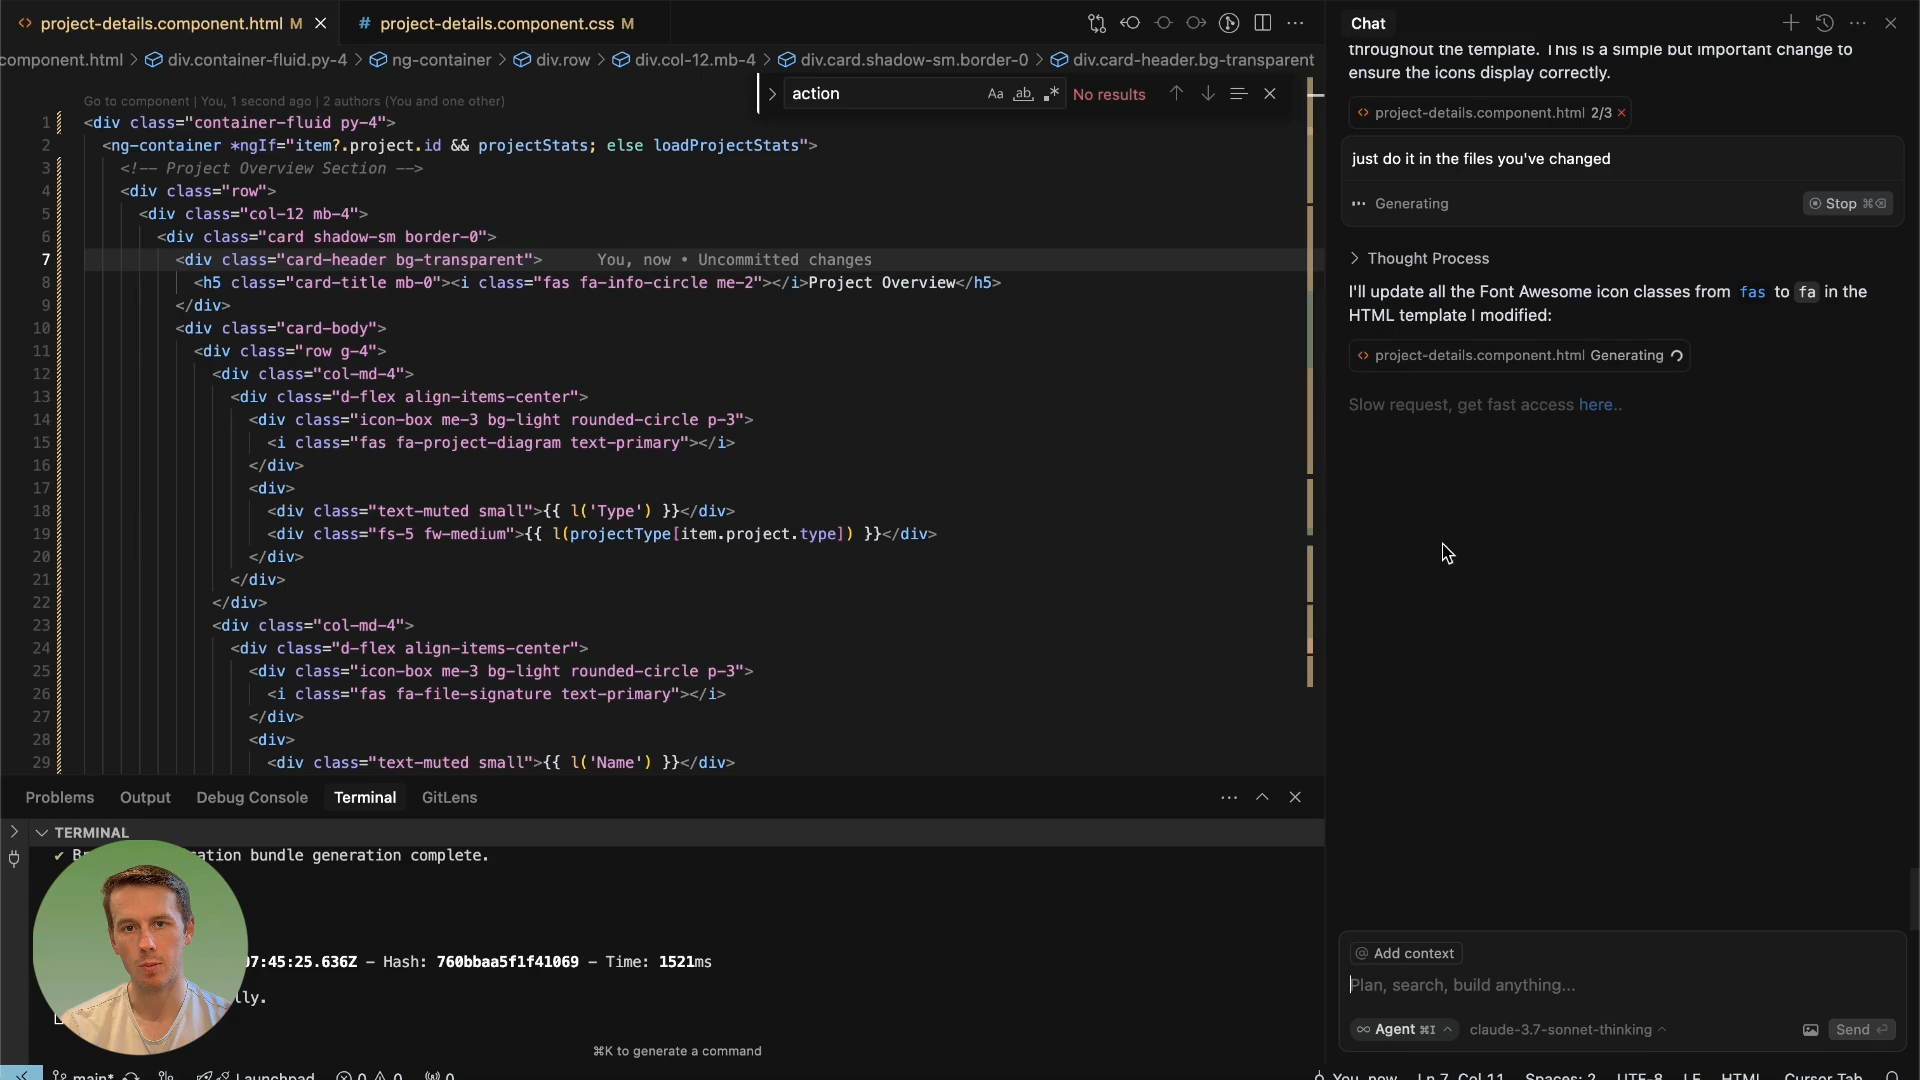 project-details.component.html M
# project-details.component.css M
component.html > div.container-fluid.py-4 > ng-container > div.row > div.col-12.mb-4 > div.card.shadow-sm.border-0 > div.card-header.bg-transparent
action
Aa ab .* No results
Go to component | You, 1 second ago | 2 authors (You and one other)
1 <div class="container-fluid py-4">
2 <ng-container *ngIf="item?.project.id && projectStats; else loadProjectStats">
3 <!-- Project Overview Section -->
4 <div class="row">
5 <div class="col-12 mb-4">
6 <div class="card shadow-sm border-0">
7 <div class="card-header bg-transparent"> You, now • Uncommitted changes
8 <h5 class="card-title mb-0"><i class="fas fa-info-circle me-2"></i>Project Overview</h5>
9 </div>
10 <div class="card-body">
11 <div class="row g-4">
12 <div class="col-md-4">
13 <div class="d-flex align-items-center">
14 <div class="icon-box me-3 bg-light rounded-circle p-3">
15 <i class="fas fa-project-diagram text-primary"></i>
16 </div>
17 <div>
18 <div class="text-muted small">{{ l('Type') }}</div>
19 <div class="fs-5 fw-medium">{{ l(projectType[item.project.type]) }}</div>
20 </div>
21 </div>
22 </div>
23 <div class="col-md-4">
24 <div class="d-flex align-items-center">
25 <div class="icon-box me-3 bg-light rounded-circle p-3">
26 <i class="fas fa-file-signature text-primary"></i>
27 </div>
28 <div>
29 <div class="text-muted small">{{ l('Name') }}</div>
Problems Output Debug Console Terminal GitLens
TERMINAL
✔ B ation bundle generation complete.
7:45:25.636Z - Hash: 760bbaa5f1f41069 - Time: 1521ms
lly.
⌘K to generate a command
main* Launchpad 0 0 0
You, now Ln 7, Col 11 Spaces: 2 UTF-8 LF HTML Cursor Tab
Chat
throughout the template. This is a simple but important change to
ensure the icons display correctly.
project-details.component.html 2/3 ×
just do it in the files you've changed
Generating
Stop ⌘⌫
Thought Process
I'll update all the Font Awesome icon classes from fas to fa in the
HTML template I modified:
project-details.component.html Generating
Slow request, get fast access here..
@ Add context
Plan, search, build anything...
∞ Agent ⌘I claude-3.7-sonnet-thinking Send